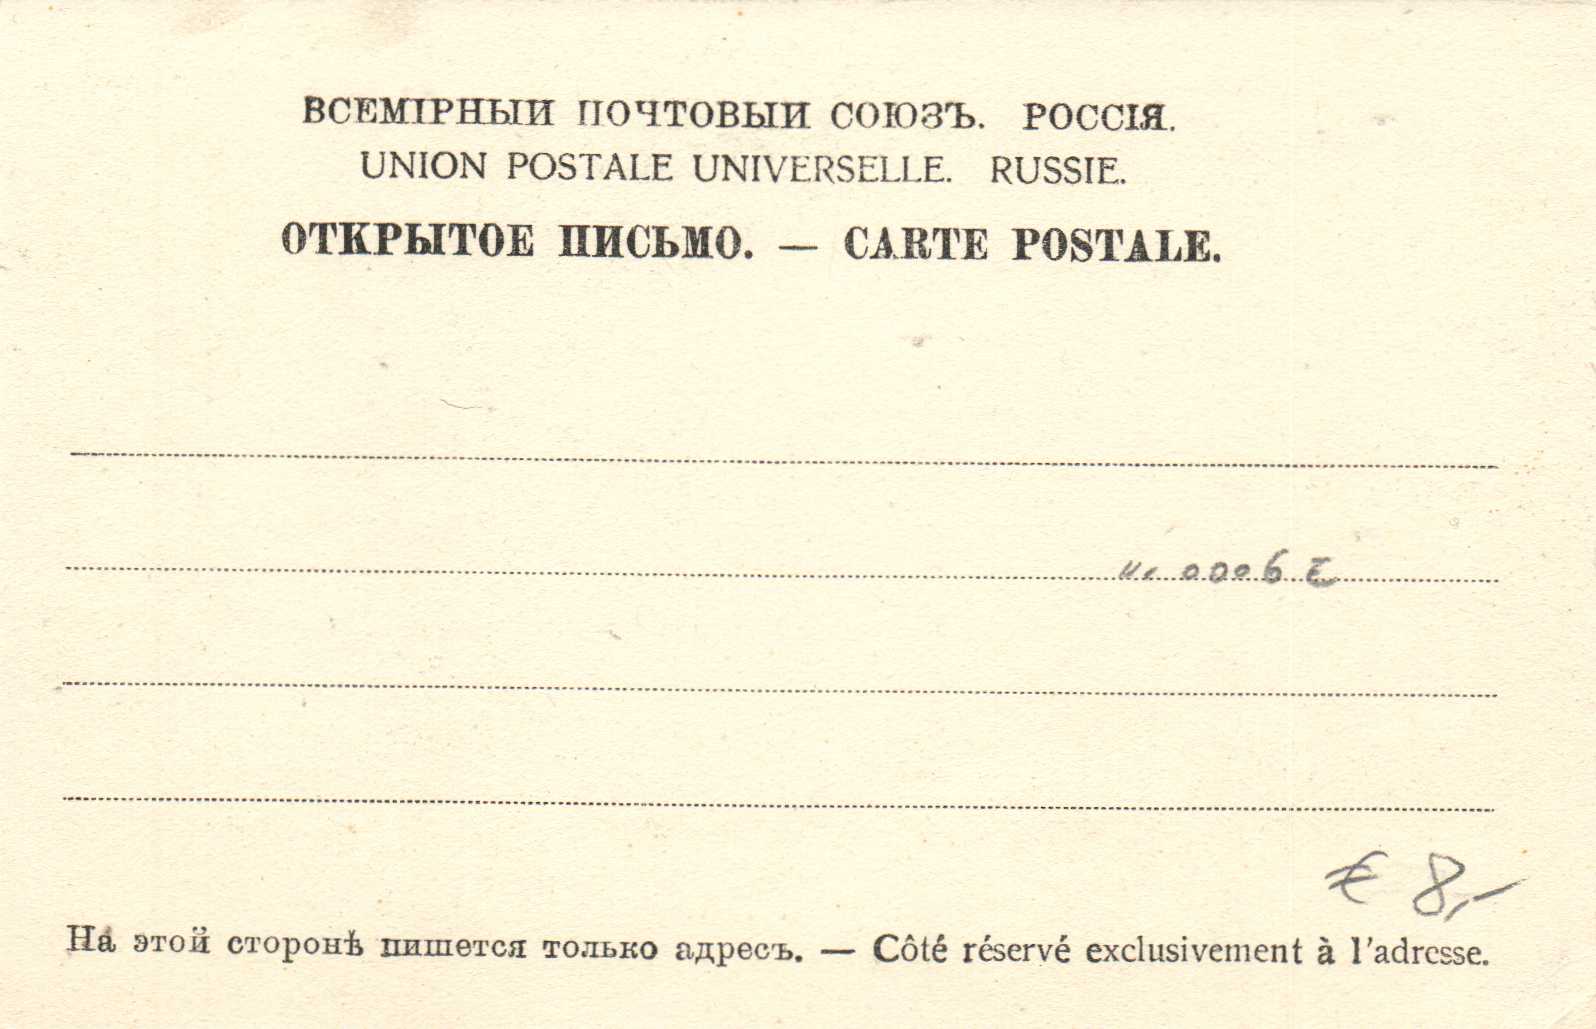 ВСЕМІРНЫЙ ПОЧТОВЫЙ СОЮЗЪ. РОССІЯ.
UNION POSTALE UNIVERSELLE. RUSSIE.
ОТКРЫТОЕ ПИСЬМО. — CARTE POSTALE.
0006
€ 8,-
На этой сторонѣ пишется только адресъ. — Côté réservé exclusivement à l'adresse.